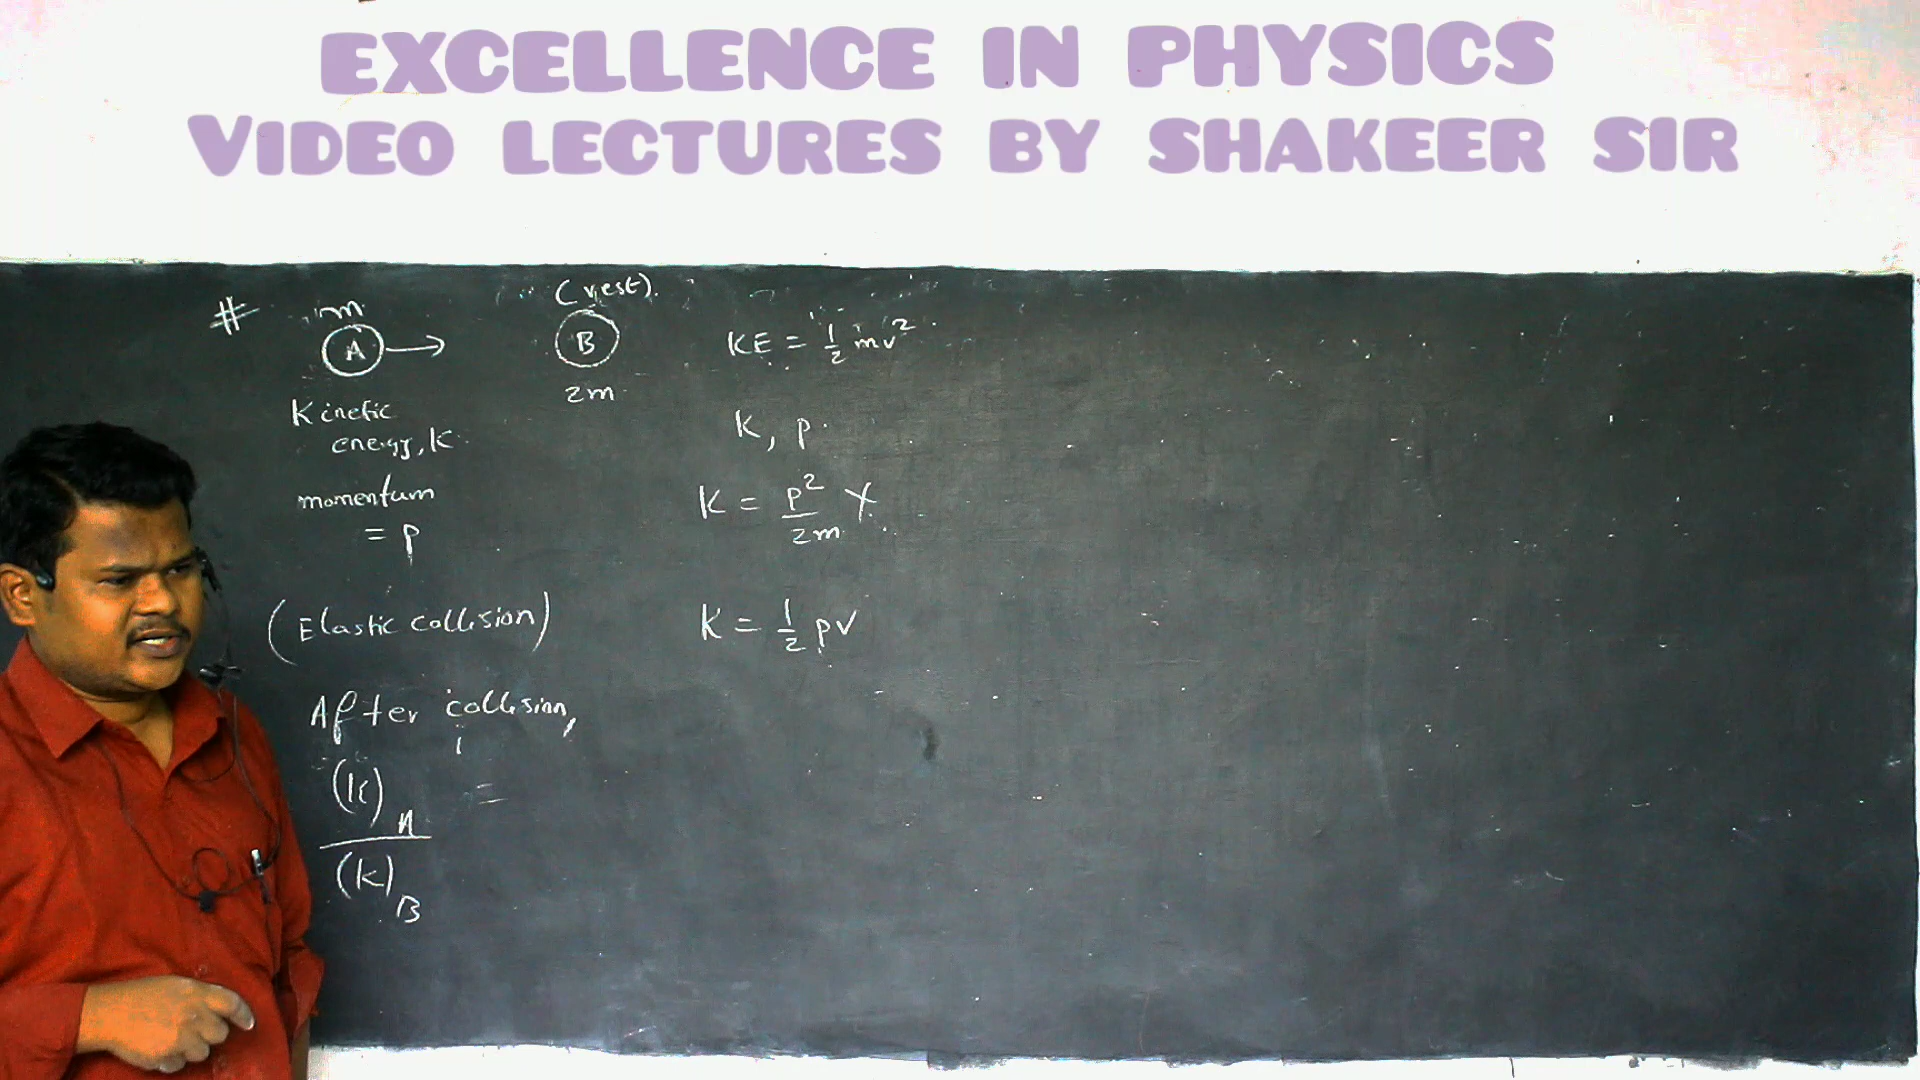 EXCELLENCE IN PHYSICS
VIDEO LECTURES BY SHAKEER SIR
#
m
A →
Kinetic
energy, K
momentum
= p
(rest).
B
2m
(Elastic collision)
After collision,
(K)A
=
(K)B
KE = 1/2 mv²
K, p.
K = p²/2m X
K = 1/2 pv